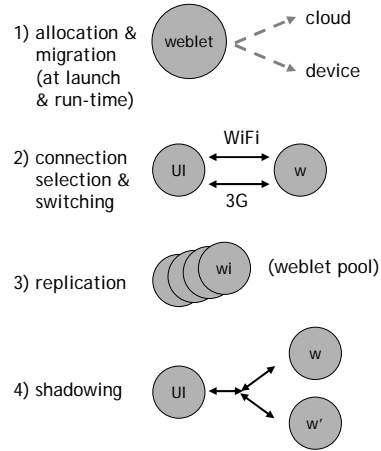 1) allocation &
migration
(at launch
& run-time)
weblet
cloud
device
2) connection
selection &
switching
UI
WiFi
3G
w
3) replication
wi
(weblet pool)
4) shadowing
UI
w
w'